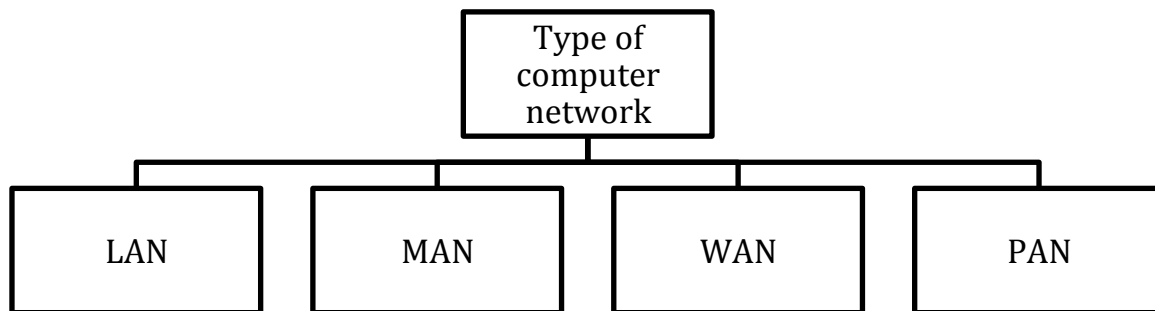 Type of
computer
network
LAN
MAN
WAN
PAN